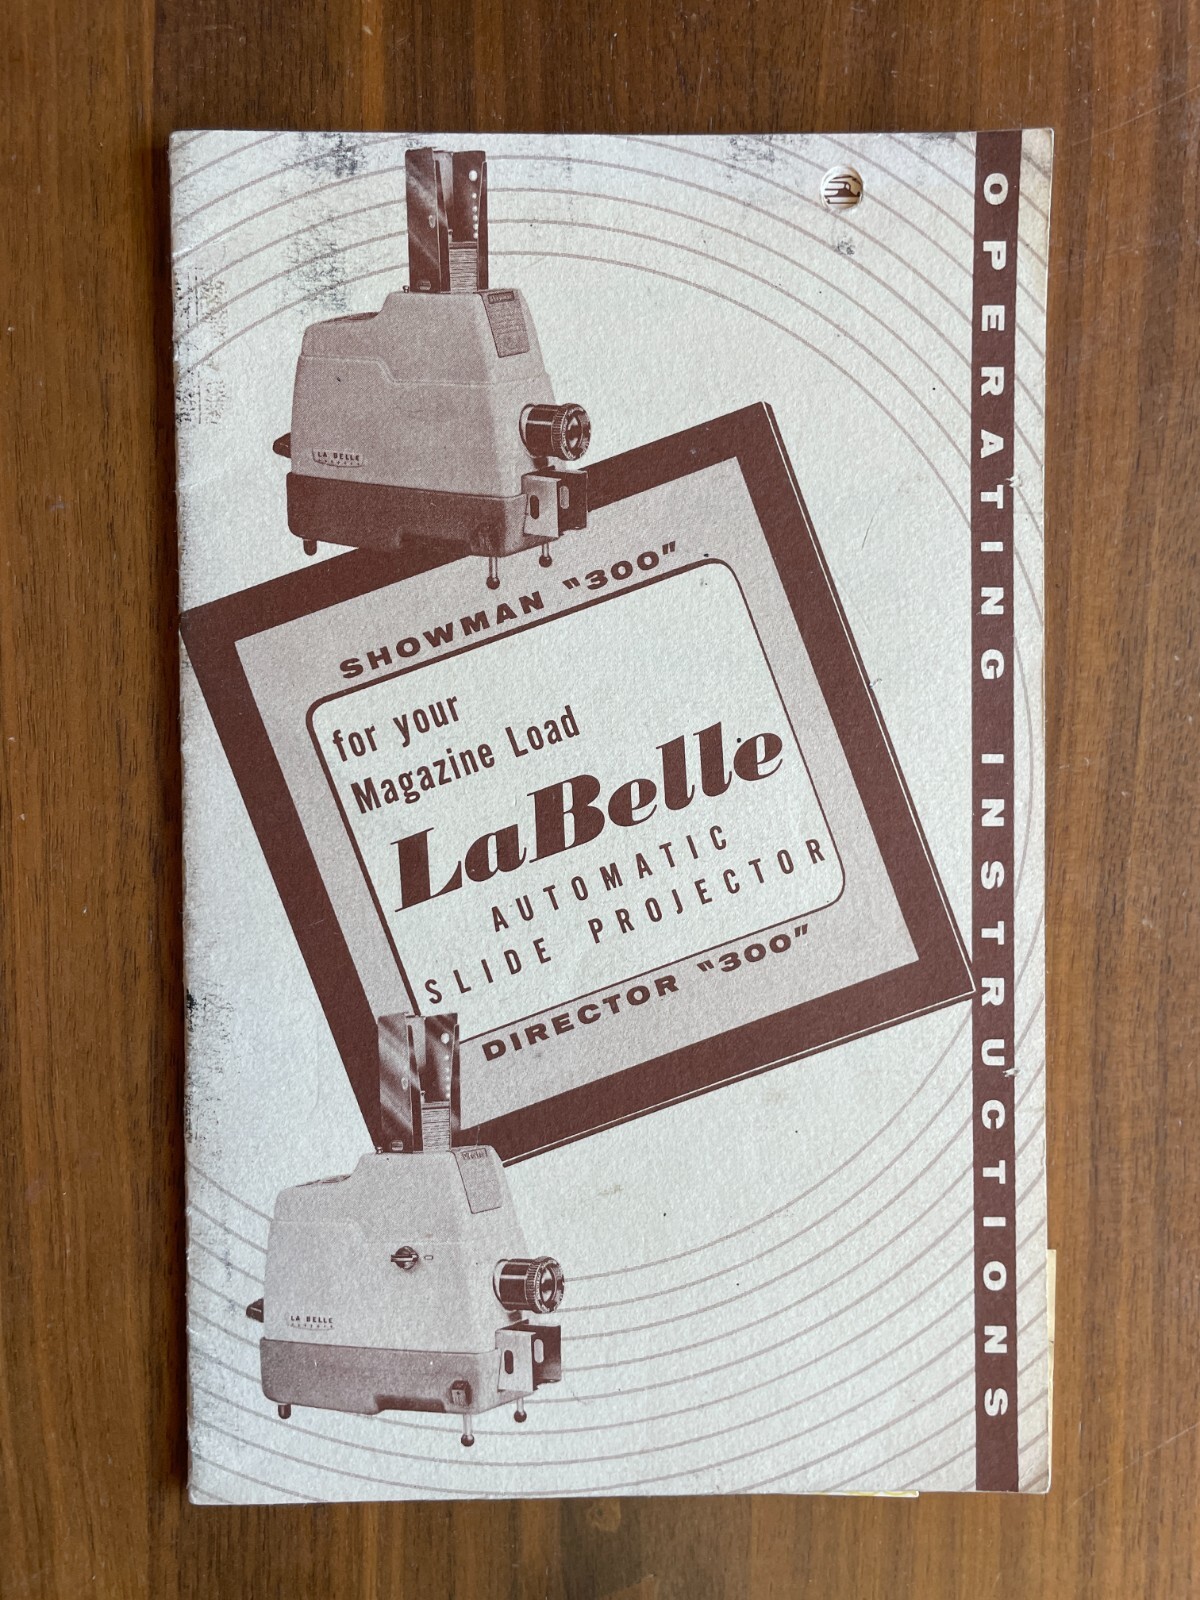 OPERATING INSTRUCTIONS
LA BELLE
SHOWMAN "300"
for your
Magazine Load
LaBelle
AUTOMATIC
SLIDE PROJECTOR
DIRECTOR "300"
LA BELLE